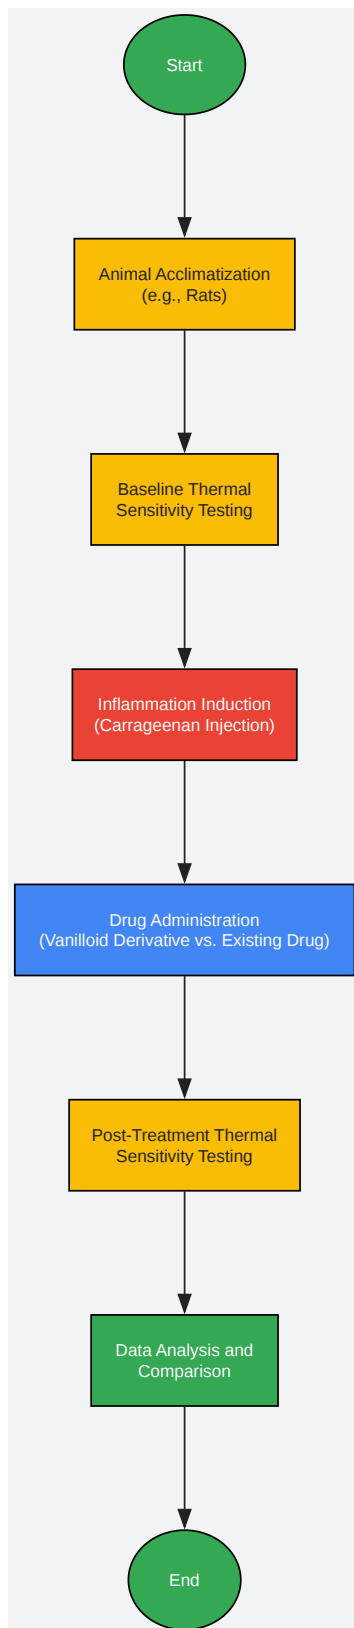 Start
Animal Acclimatization
(e.g., Rats)
Baseline Thermal
Sensitivity Testing
Inflammation Induction
(Carrageenan Injection)
Drug Administration
(Vanilloid Derivative vs. Existing Drug)
Post-Treatment Thermal
Sensitivity Testing
Data Analysis and
Comparison
End